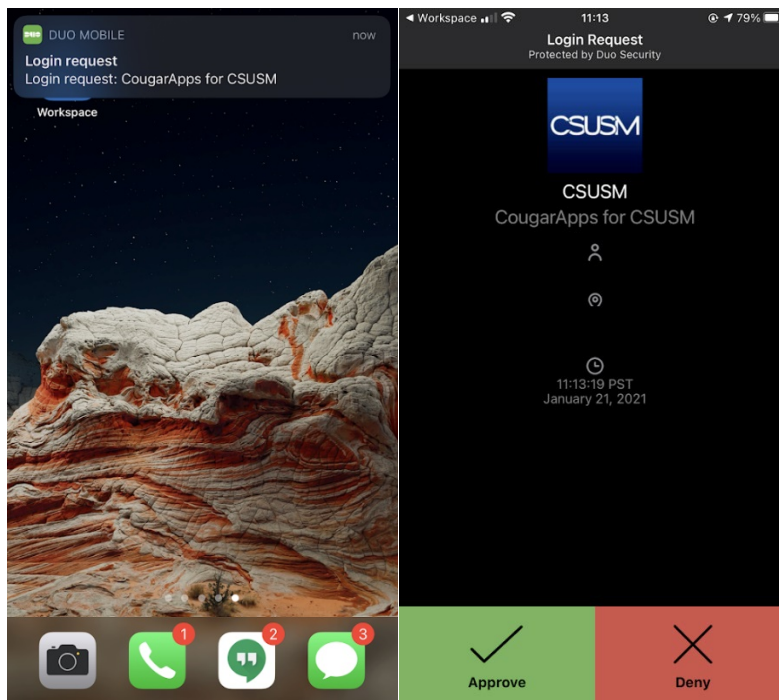 DUO MOBILE
now
Login request
Login request: CougarApps for CSUSM
Workspace
1
2
3
◀ Workspace
11:13
79%
Login Request
Protected by Duo Security
CSUSM
CSUSM
CougarApps for CSUSM
11:13:19 PST
January 21, 2021
Approve
Deny